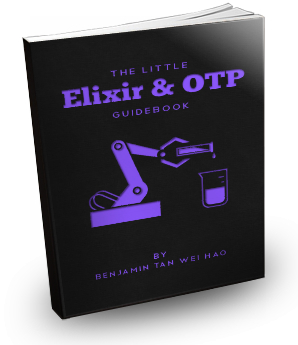 THE LITTLE
Elixir & OTP
GUIDEBOOK
BY
BENJAMIN TAN WEI HAO